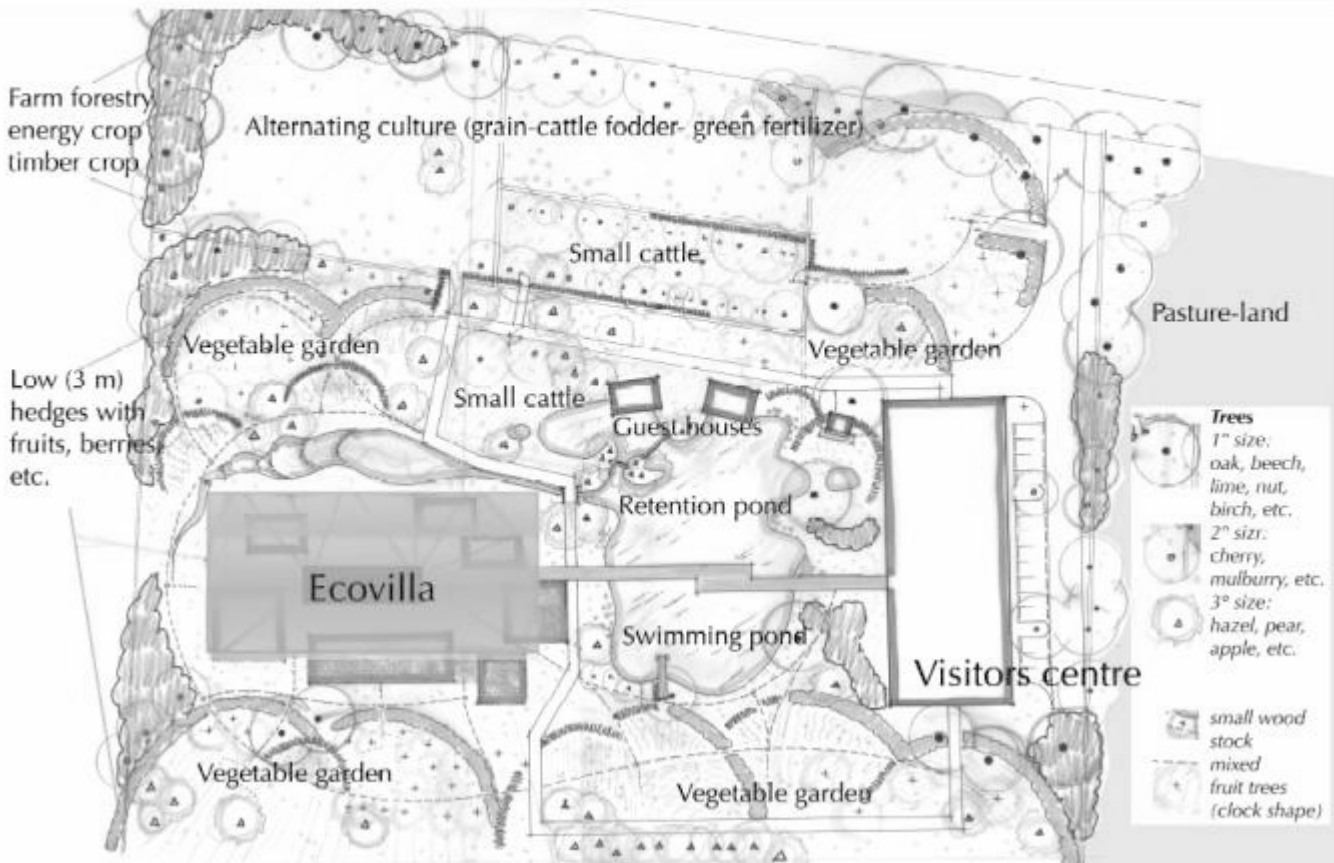 Farm forestry
energy crop
timber crop
Alternating culture (grain-cattle fodder- green fertilizer)
Small cattle
Pasture-land
Vegetable garden
Vegetable garden
Low (3 m)
hedges with
fruits, berries,
etc.
Small cattle
Guest houses
Retention pond
Ecovilla
Swimming pond
Visitors centre
Vegetable garden
Vegetable garden
Trees
1° size:
oak, beech,
lime, nut,
birch, etc.
2° sizr:
cherry,
mulburry, etc.
3° size:
hazel, pear,
apple, etc.
small wood
stock
mixed
fruit trees
(clock shape)